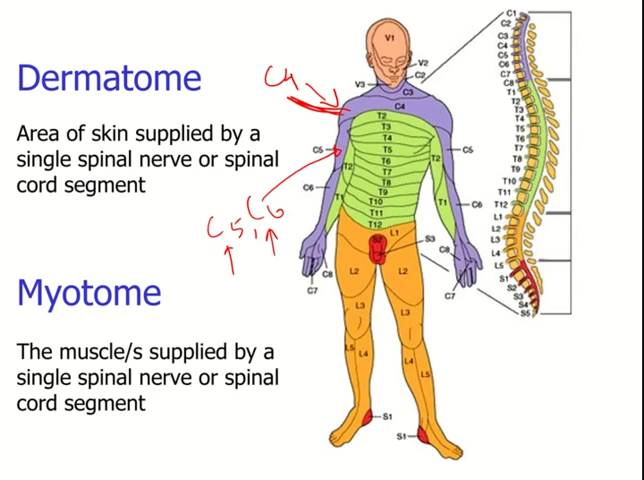 Dermatome
Area of skin supplied by a
single spinal nerve or spinal
cord segment
Myotome
The muscle/s supplied by a
single spinal nerve or spinal
cord segment
C4
C5, C6
V1
V2
V3
C2
C3
C4
T2
T3
T4
T5
T6
T7
T8
T9
T10
T11
T12
C5
C5
T2
T2
C6
C6
T1
T1
L1
S2
S3
C8
C8
C7
C7
L2
L2
L3
L3
L5
L4
L4
L5
S1
S1
C1
C2
C3
C4
C5
C6
C7
C8
T1
T2
T3
T4
T5
T6
T7
T8
T9
T10
T11
T12
L1
L2
L3
L4
L5
S1
S2
S3
S4
S5